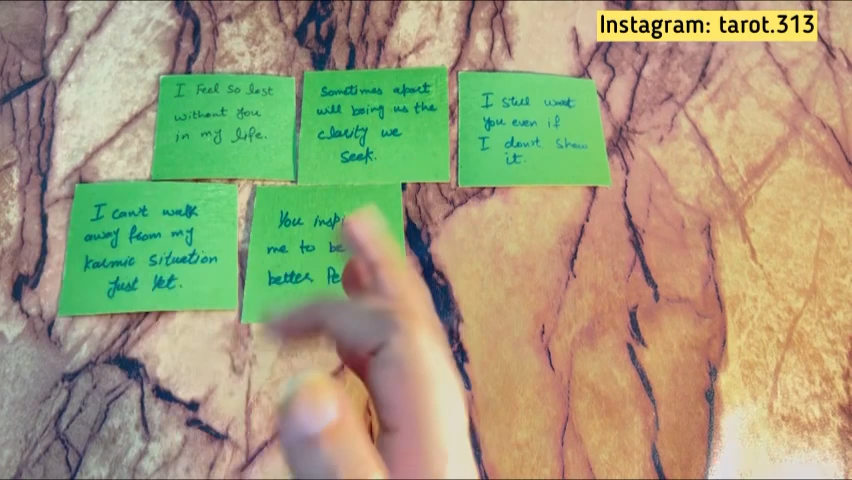 Instagram: tarot.313
I Feel so lost
without you
in my life.
Sometimes apart
will being us the
clarity we
seek.
I still want
you even if
I don't show
it.
I can't walk
away from my
karmic situation
Just Yet.
You
me to
better